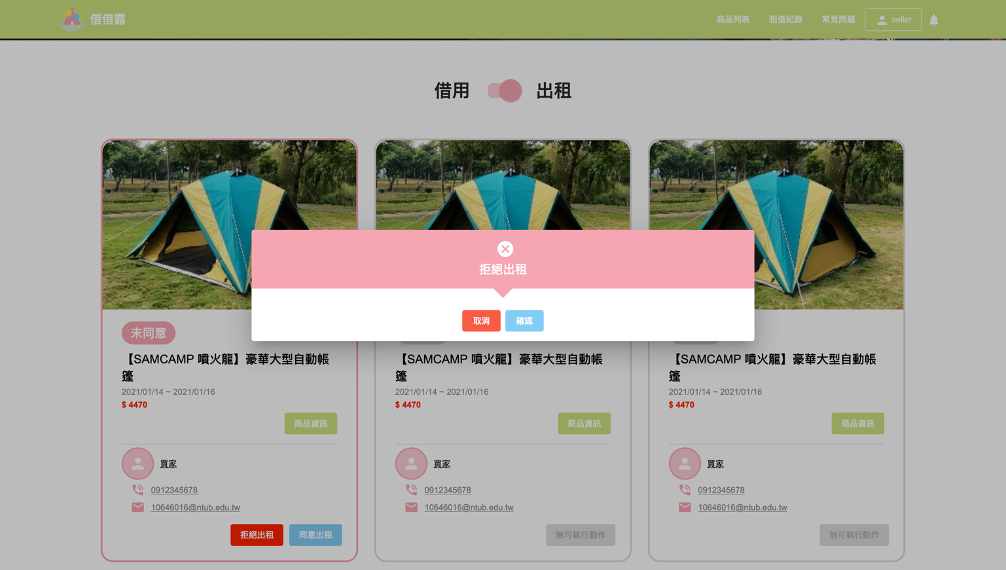 借借露
商品列表 租借紀錄 常見問題 seller
借用 出租
拒絕出租
取消 確認
未同意
【SAMCAMP 噴火龍】豪華大型自動帳篷
2021/01/14 ~ 2021/01/16
$ 4470
商品資訊
買家
0912345678
10646016@ntub.edu.tw
拒絕出租 同意出租
【SAMCAMP 噴火龍】豪華大型自動帳篷
2021/01/14 ~ 2021/01/16
$ 4470
商品資訊
買家
0912345678
10646016@ntub.edu.tw
無可執行動作
【SAMCAMP 噴火龍】豪華大型自動帳篷
2021/01/14 ~ 2021/01/16
$ 4470
商品資訊
買家
0912345678
10646016@ntub.edu.tw
無可執行動作